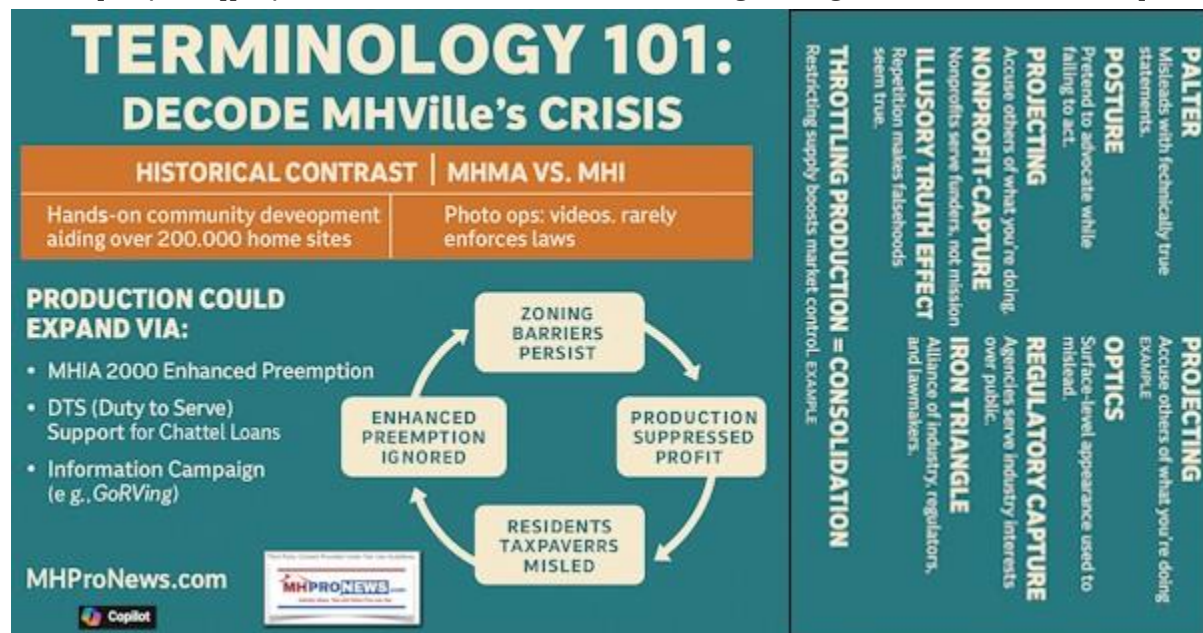 TERMINOLOGY 101:
DECODE MHVille's CRISIS
HISTORICAL CONTRAST | MHMA VS. MHI
Hands-on community deveopment
aiding over 200.000 home sites
Photo ops: videos. rarely
enforces laws
PRODUCTION COULD
EXPAND VIA:
• MHIA 2000 Enhanced Preemption
• DTS (Duty to Serve)
Support for Chattel Loans
• Information Campaign
(e g., GoRVing)
ZONING
BARRIERS
PERSIST
PRODUCTION
SUPPRESSED
PROFIT
RESIDENTS
TAXPAVERRS
MISLED
ENHANCED
PREEMPTION
IGNORED
MHProNews.com
MHPRONEWS.com
Copilot
PALTER
Misleads with fechnically true
statements.
POSTURE
Pretend to advocate while
failing to act.
PROJECTING
Accuse others of what you're doing.
NONPROFIT-CAPTURE
Nonprofits serve funders, not mission
ILLUSORY TRUTH EFFECT
Repetition makes falsehoods
seem true.
THROTTLING PRODUCTION = CONSOLIDATION
Restricting supply boosts market control. EXAMPLE
PROJECTING
Accuse others of what you're doing
EXAMPLE
OPTICS
Surface-level appearance used to
mislead.
REGULATORY CAPTURE
Agencies serve industry interests
over public.
IRON TRIANGLE
Alliance of industry, regulators,
and lawmakers.